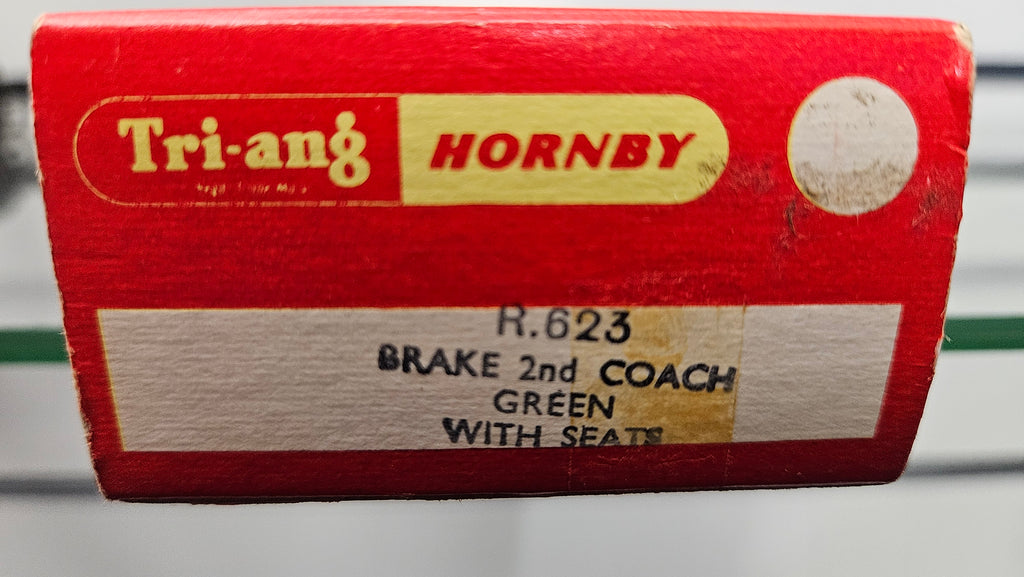 Tri-ang HORNBY
R.623
BRAKE 2nd COACH
GREEN
WITH SEATS